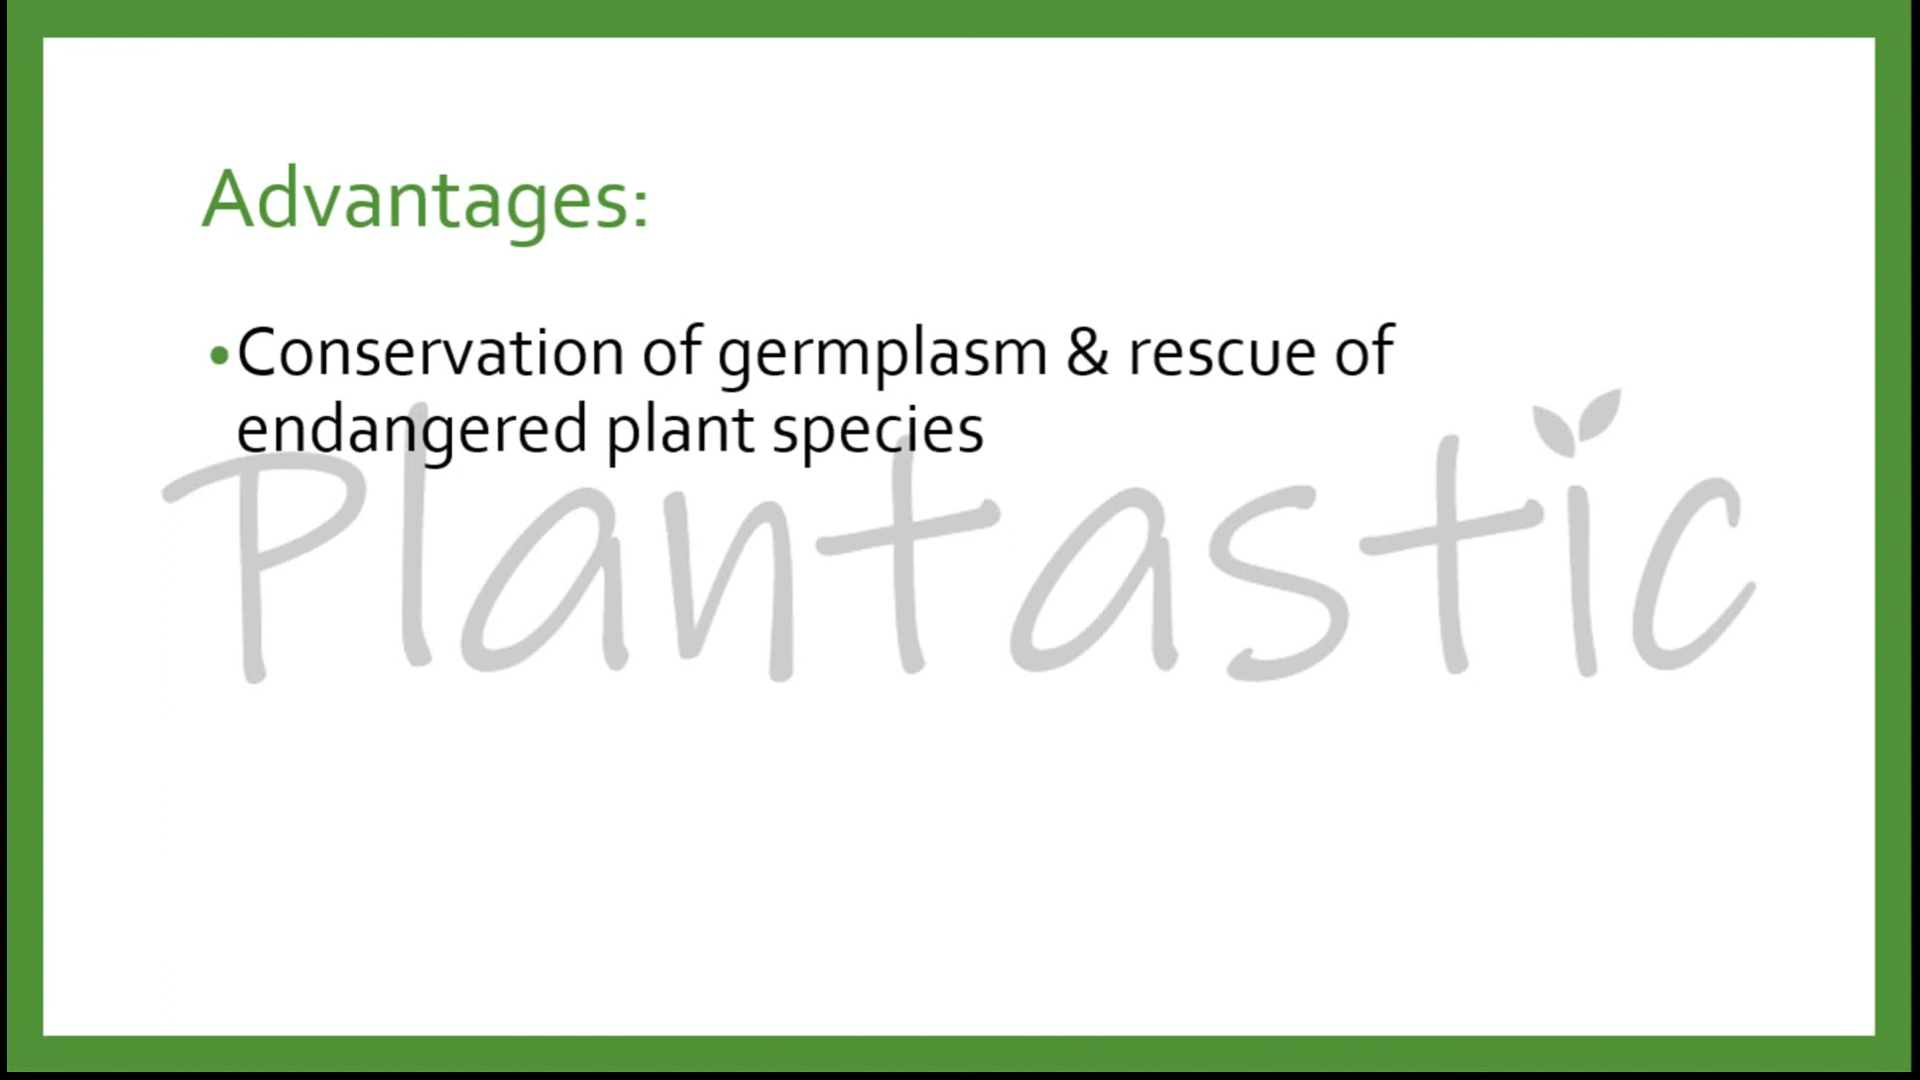 Advantages:
•Conservation of germplasm & rescue of
endangered plant species
Plantastic